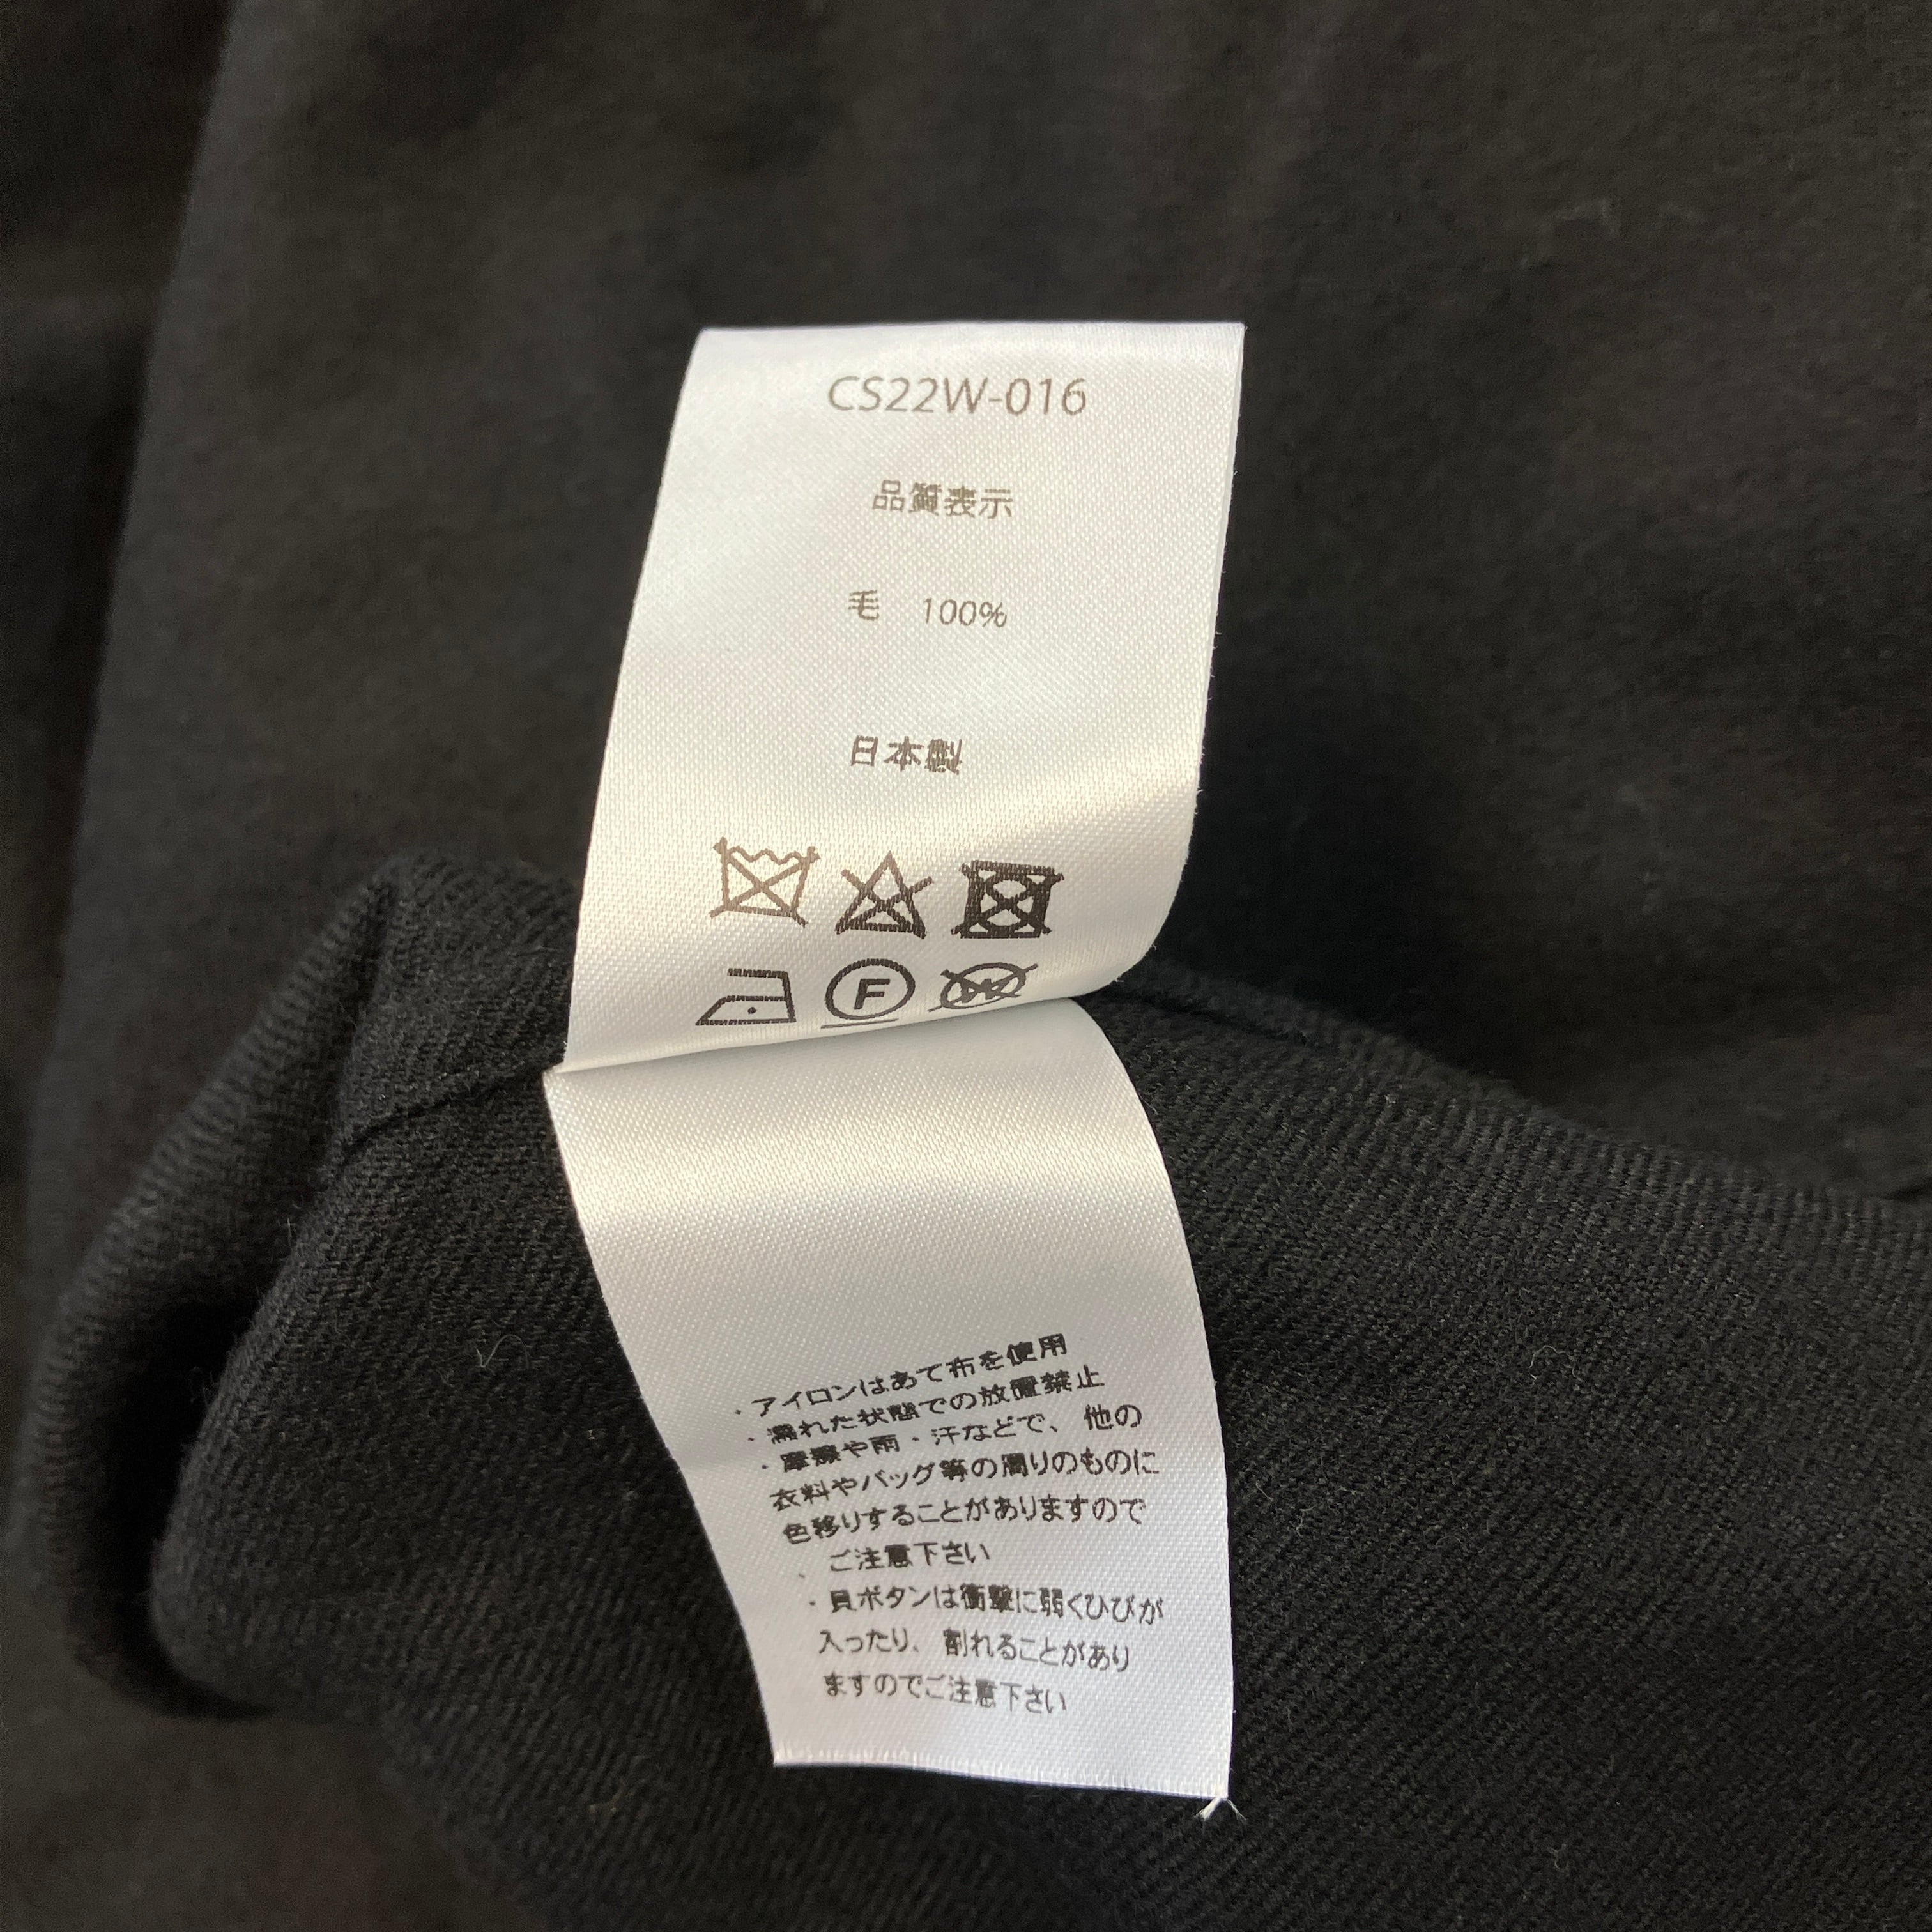 CS22W-016
品質表示
毛 100%
日本製
F
W
・アイロンはあて布を使用
・濡れた状態での放置禁止
・摩擦や雨・汗などで、他の
衣料やバッグ等の周りのものに
色移りすることがありますので
、ご注意下さい
・貝ボタンは衝撃に弱くひびが
入ったり、割れることがあり
ますのでご注意下さい